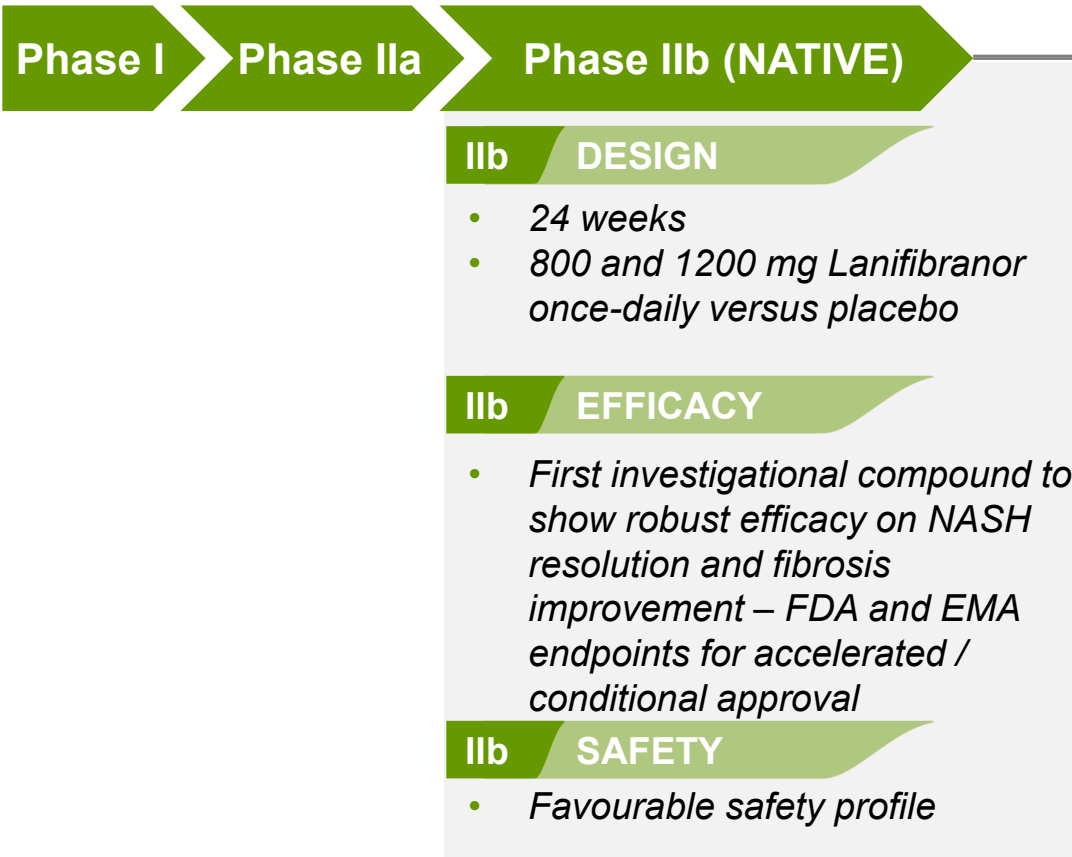 Phase I
Phase IIa
Phase IIb (NATIVE)
IIb DESIGN
• 24 weeks
• 800 and 1200 mg Lanifibranor
once-daily versus placebo
IIb EFFICACY
• First investigational compound to
show robust efficacy on NASH
resolution and fibrosis
improvement – FDA and EMA
endpoints for accelerated /
conditional approval
IIb SAFETY
• Favourable safety profile